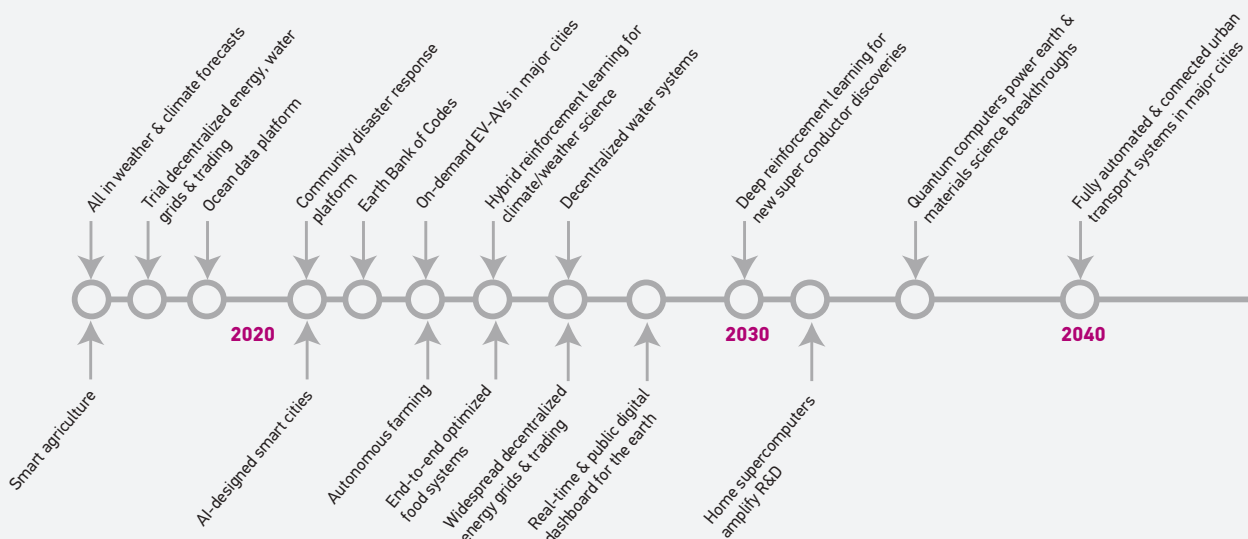 All in weather & climate forecasts
Trial decentralized energy, water
grids & trading
Ocean data platform
Community disaster response
platform
Earth Bank of Codes
On-demand EV-AVs in major cities
Hybrid reinforcement learning for
climate/weather science
Decentralized water systems
Deep reinforcement learning for
new super conductor discoveries
Quantum computers power earth &
materials science breakthroughs
Fully automated & connected urban
transport systems in major cities
2020
2030
2040
Smart agriculture
AI-designed smart cities
Autonomous farming
End-to-end optimized
food systems
Widespread decentralized
energy grids & trading
Real-time & public digital
dashboard for the earth
Home supercomputers
amplify R&D